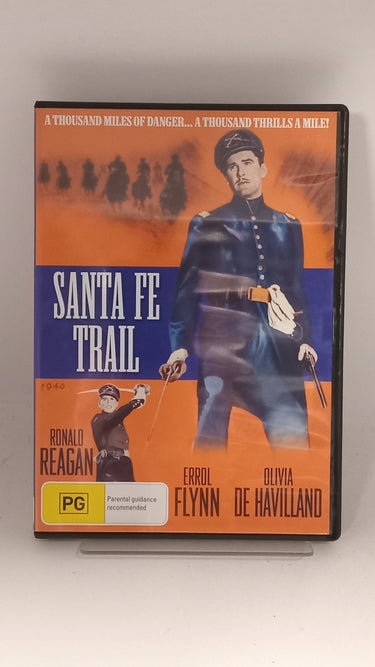 A THOUSAND MILES OF DANGER... A THOUSAND THRILLS A MILE!
SANTA FE
TRAIL
1940
RONALD
REAGAN
ERROL
FLYNN
OLIVIA
DE HAVILLAND
PG
Parental guidance
recommended